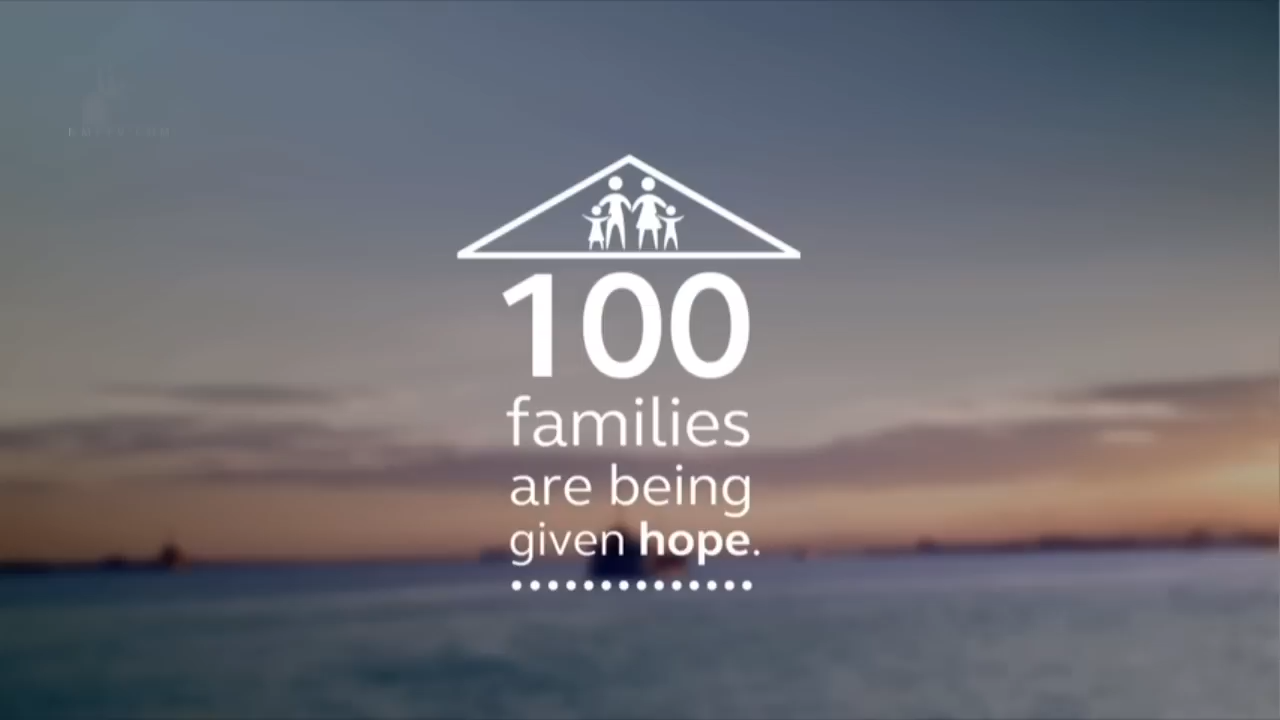 100
families
are being
given hope.